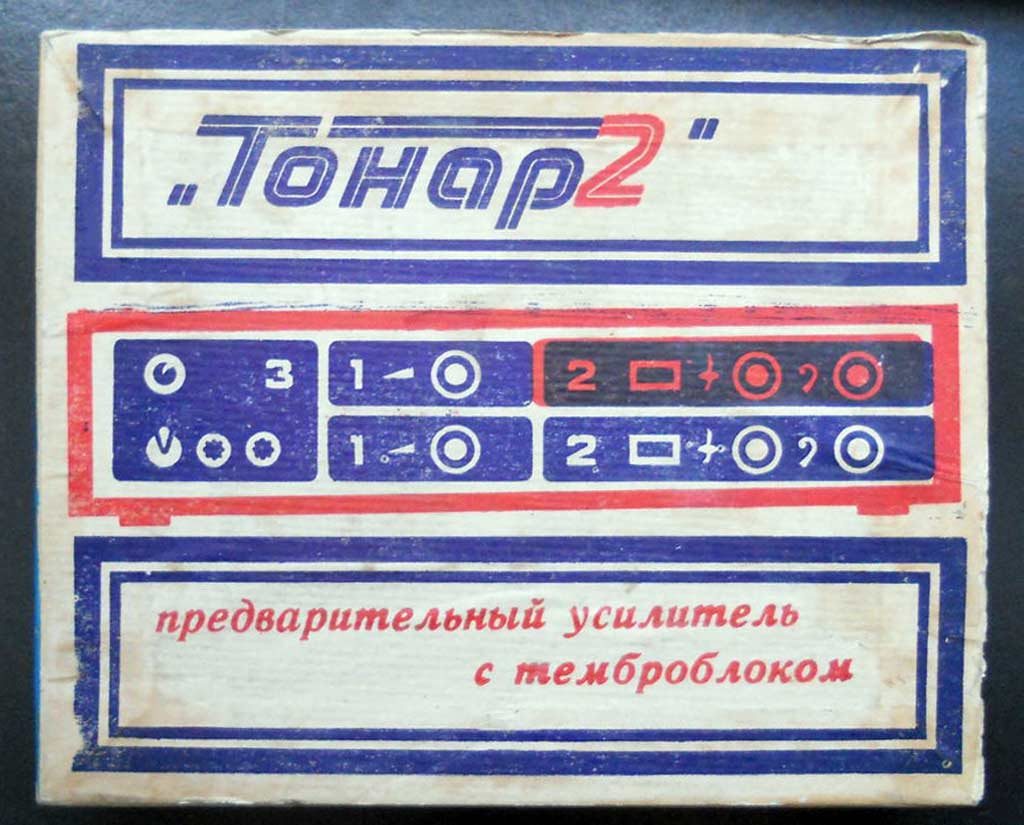 „Тонар2"
3
1 2
1 2
предварительный усилитель
с темброблоком